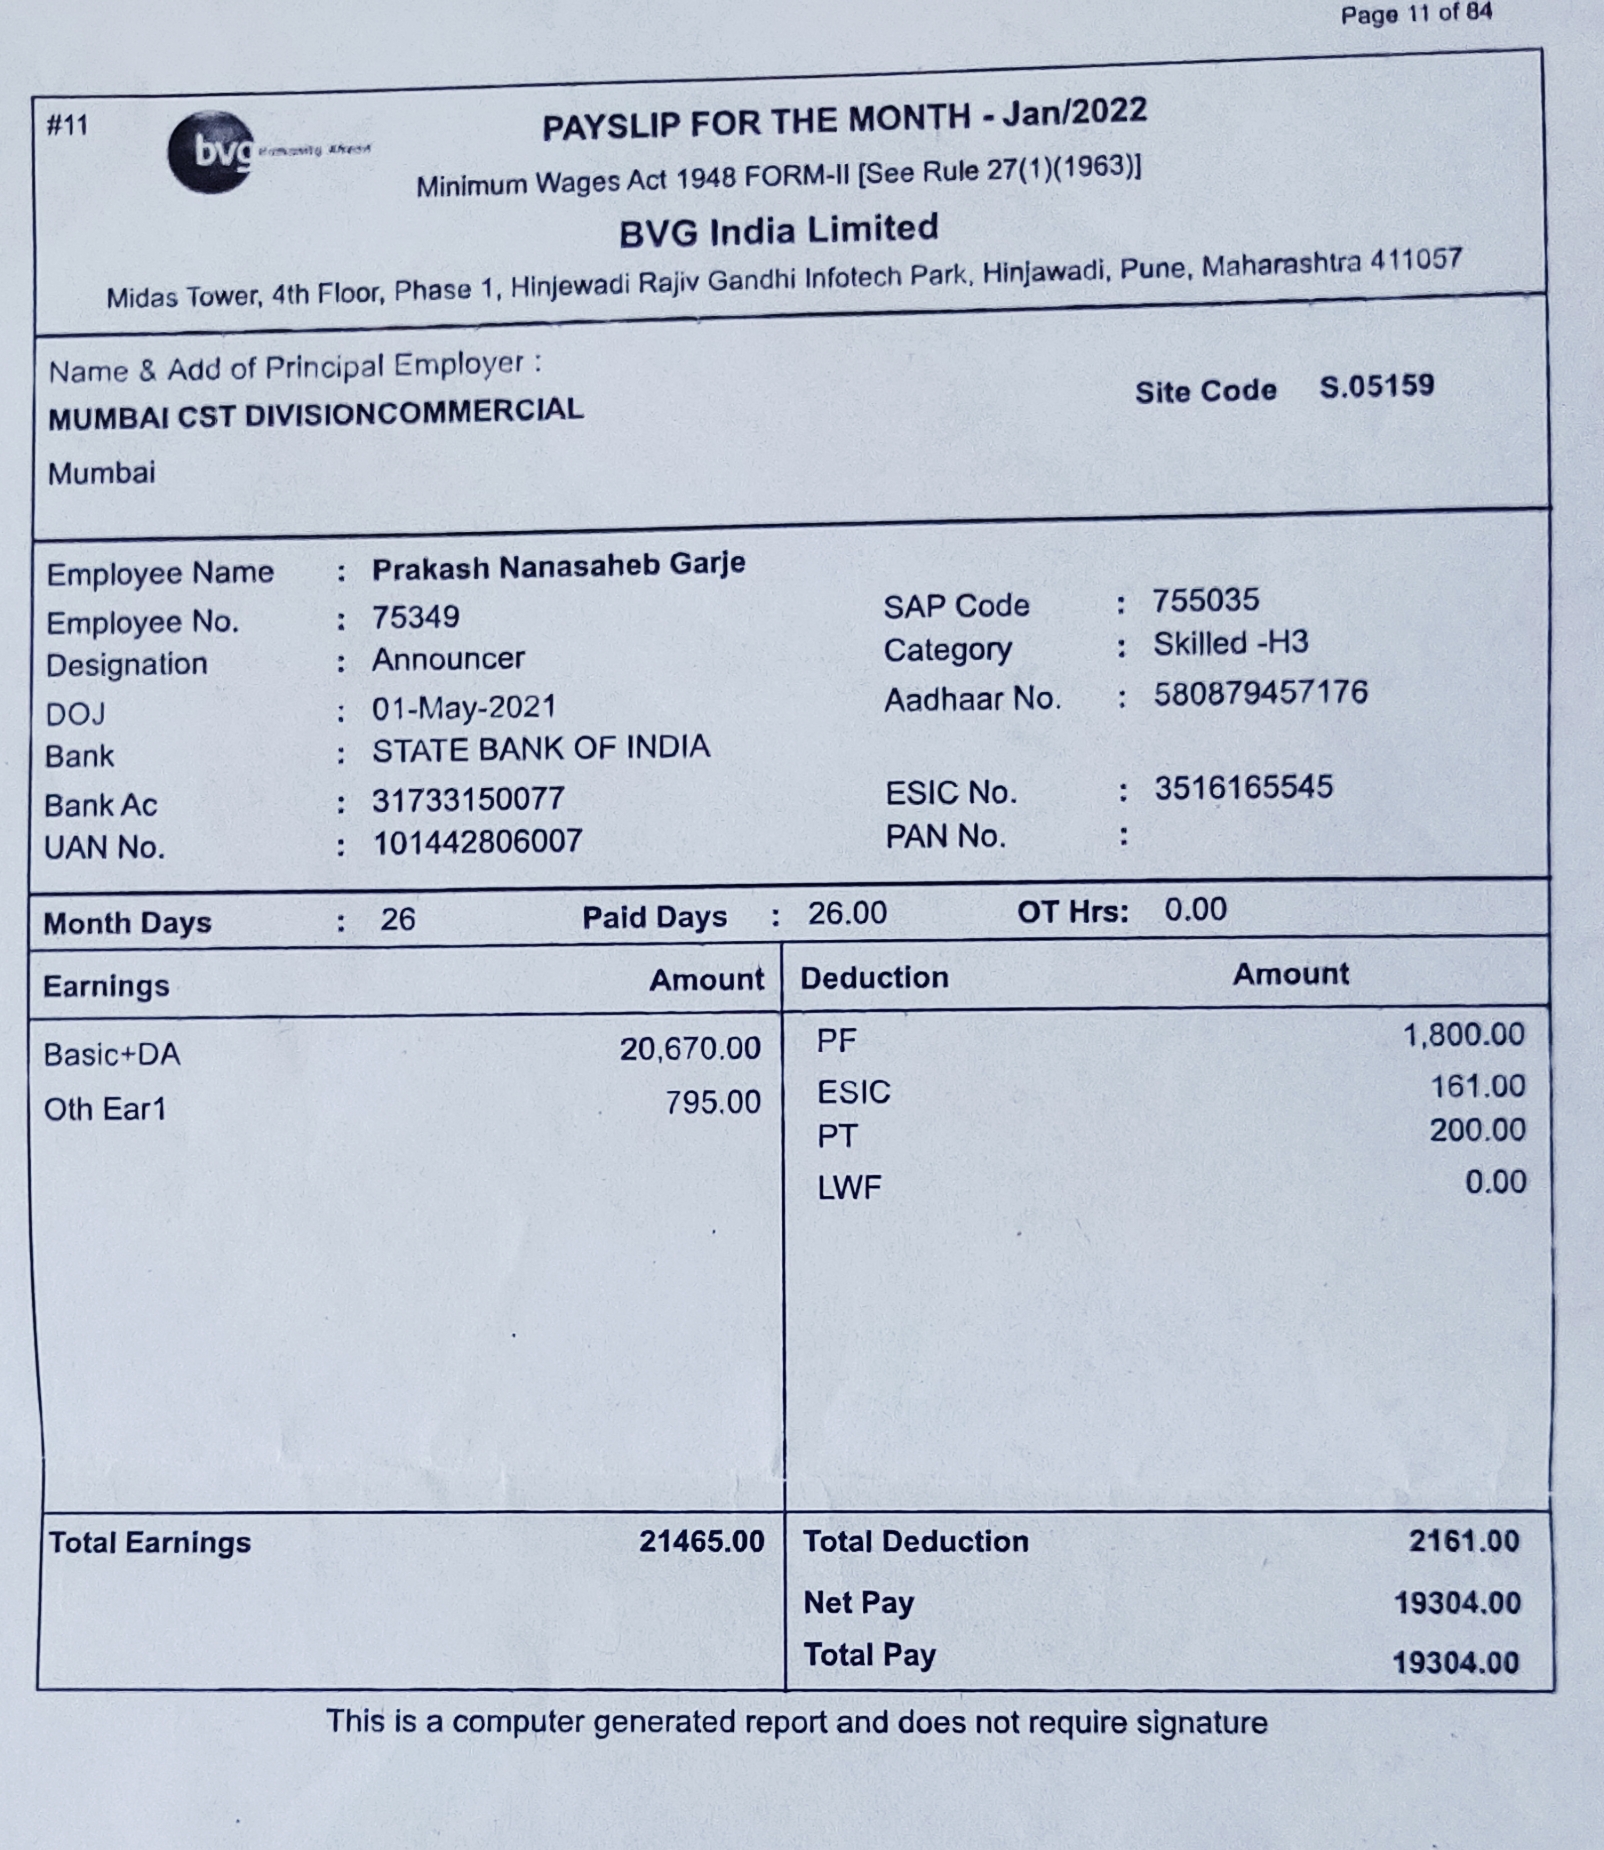 Page 11 of 84
#11
bvg Humanity Ahead
PAYSLIP FOR THE MONTH - Jan/2022
Minimum Wages Act 1948 FORM-II [See Rule 27(1)(1963)]
BVG India Limited
Midas Tower, 4th Floor, Phase 1, Hinjewadi Rajiv Gandhi Infotech Park, Hinjawadi, Pune, Maharashtra 411057
Name & Add of Principal Employer :
MUMBAI CST DIVISIONCOMMERCIAL
Site Code S.05159
Mumbai
Employee Name : Prakash Nanasaheb Garje
Employee No. : 75349 SAP Code : 755035
Designation : Announcer Category : Skilled -H3
DOJ : 01-May-2021 Aadhaar No. : 580879457176
Bank : STATE BANK OF INDIA
Bank Ac : 31733150077 ESIC No. : 3516165545
UAN No. : 101442806007 PAN No. :
Month Days : 26 Paid Days : 26.00 OT Hrs: 0.00
Earnings Amount Deduction Amount
Basic+DA 20,670.00 PF 1,800.00
Oth Ear1 795.00 ESIC 161.00
PT 200.00
LWF 0.00
Total Earnings 21465.00 Total Deduction 2161.00
Net Pay 19304.00
Total Pay 19304.00
This is a computer generated report and does not require signature